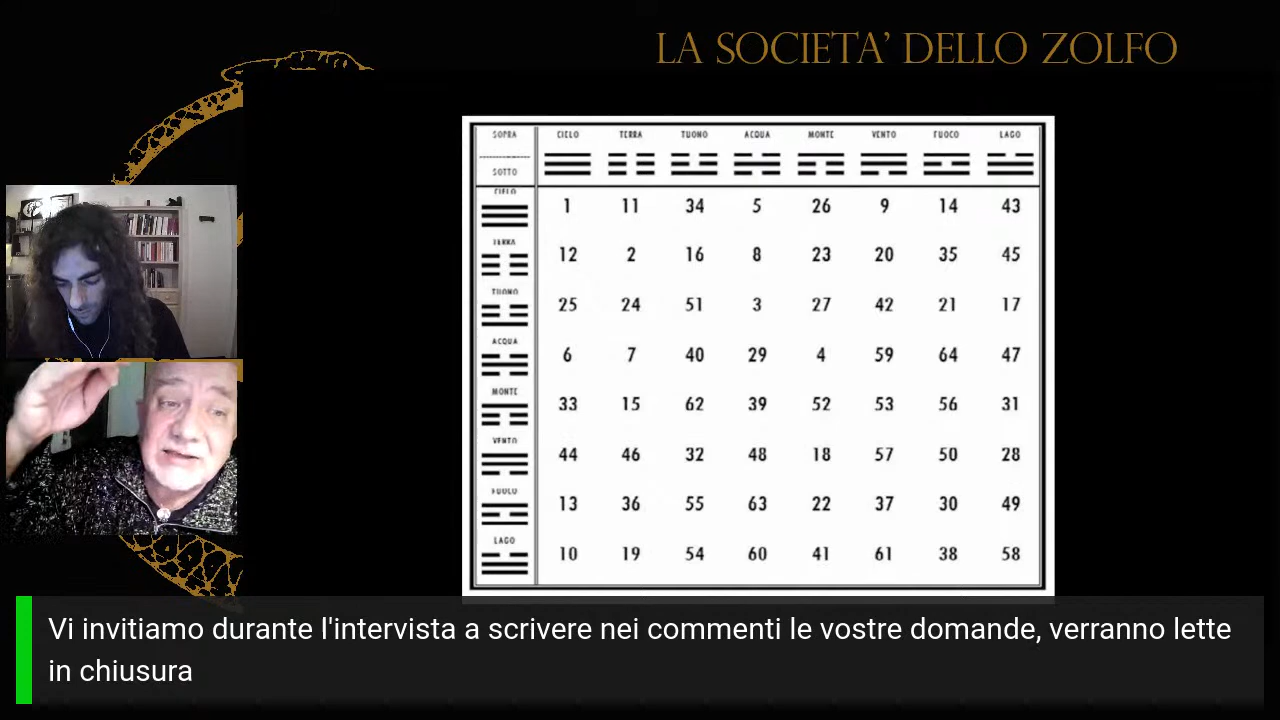 LA SOCIETA' DELLO ZOLFO
SOPRA CIELO TERRA TUONO ACQUA MONTE VENTO FUOCO LAGO
SOTTO
CIELO 1 11 34 5 26 9 14 43
TERRA 12 2 16 8 23 20 35 45
TUONO 25 24 51 3 27 42 21 17
ACQUA 6 7 40 29 4 59 64 47
MONTE 33 15 62 39 52 53 56 31
VENTO 44 46 32 48 18 57 50 28
FUOCO 13 36 55 63 22 37 30 49
LAGO 10 19 54 60 41 61 38 58
Vi invitiamo durante l'intervista a scrivere nei commenti le vostre domande, verranno lette
in chiusura